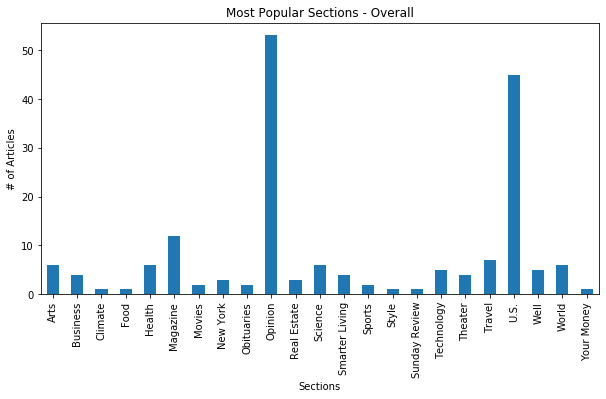 Most Popular Sections - Overall
# of Articles
50
40
30
20
10
0
Arts
Business
Climate
Food
Health
Magazine
Movies
New York
Obituaries
Opinion
Real Estate
Science
Smarter Living
Sports
Style
Sunday Review
Technology
Theater
Travel
U.S.
Well
World
Your Money
Sections